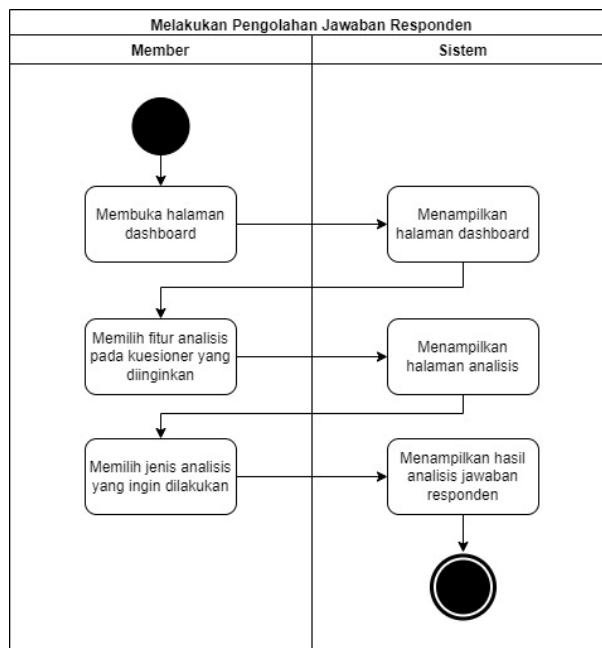 Melakukan Pengolahan Jawaban Responden
Member
Sistem
Membuka halaman
dashboard
Menampilkan
halaman dashboard
Memilih fitur analisis
pada kuesioner yang
diinginkan
Menampilkan
halaman analisis
Memilih jenis analisis
yang ingin dilakukan
Menampilkan hasil
analisis jawaban
responden